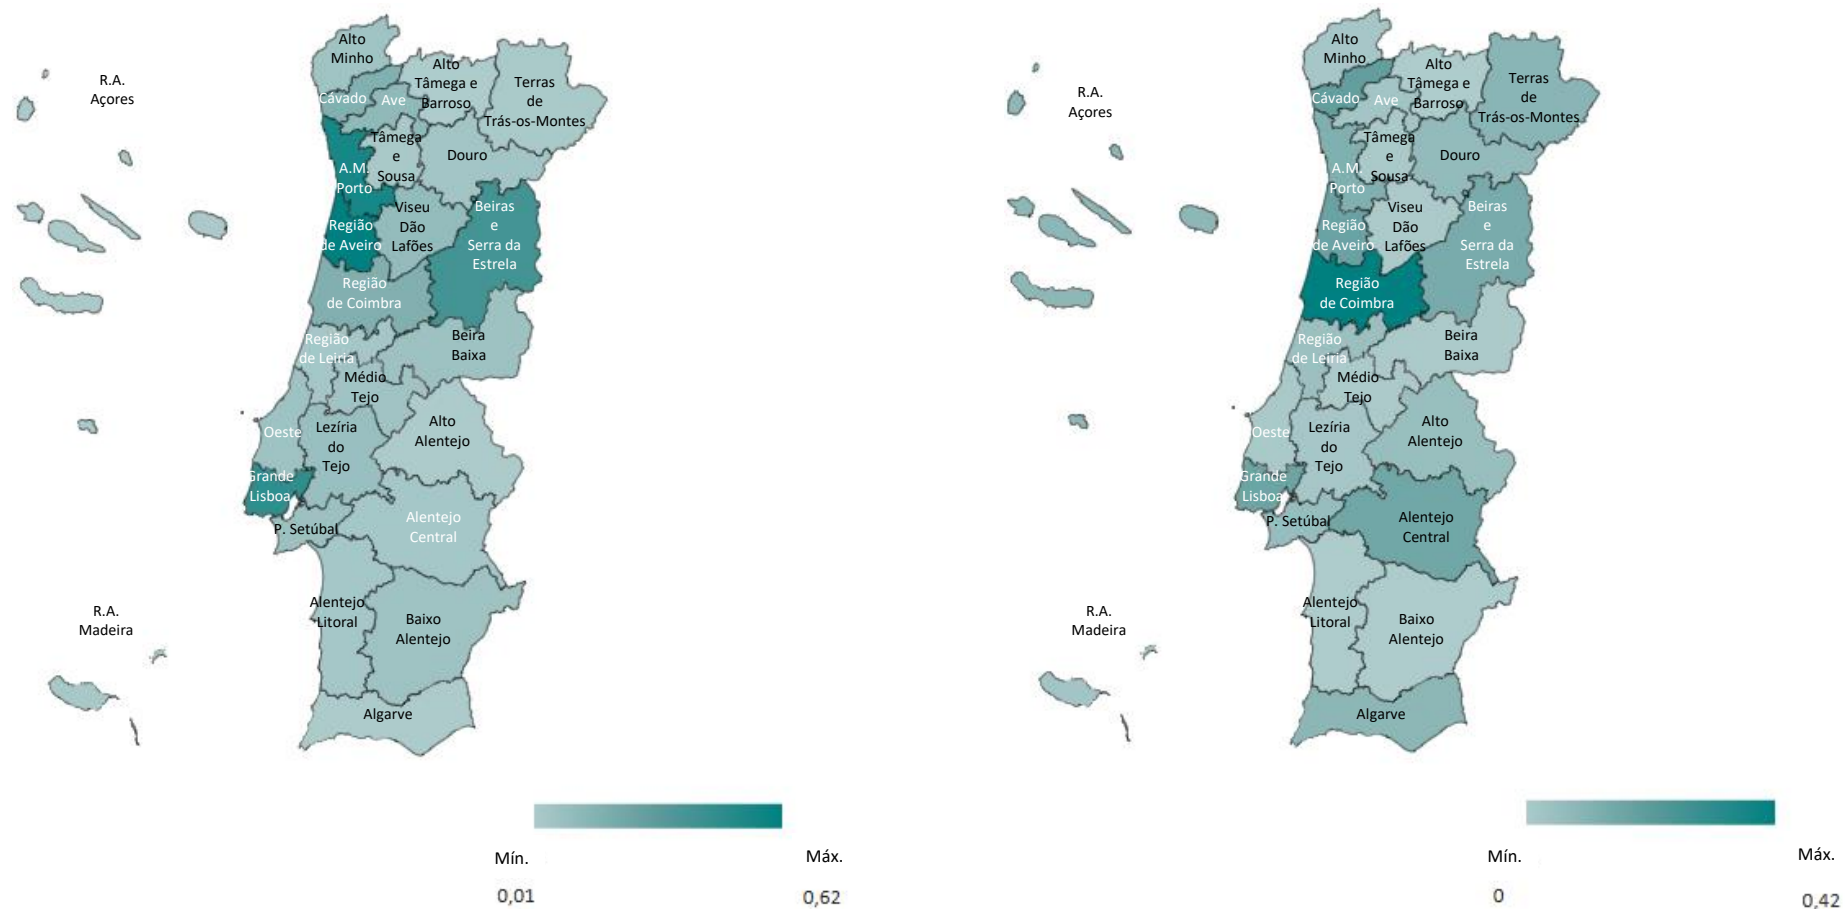 Alto
Minho
R.A.
Açores
Alto
Tâmega e
Barroso
Terras
de
Trás-os-Montes
Cávado
Ave
Tâmega
e
Sousa
Douro
A.M.
Porto
Viseu
Dão
Lafões
Beiras
e
Serra da
Estrela
Região
de Aveiro
Região
de Coimbra
Região
de Leiria
Beira
Baixa
Médio
Tejo
Oeste
Lezíria
do
Tejo
Alto
Alentejo
Grande
Lisboa
P. Setúbal
Alentejo
Central
Alentejo
Litoral
Baixo
Alentejo
R.A.
Madeira
Algarve
Mín.
Máx.
0,01
0,62
Alto
Minho
R.A.
Açores
Alto
Tâmega e
Barroso
Terras
de
Trás-os-Montes
Cávado
Ave
Tâmega
e
Sousa
Douro
A.M.
Porto
Viseu
Dão
Lafões
Beiras
e
Serra da
Estrela
Região
de Aveiro
Região
de Coimbra
Região
de Leiria
Beira
Baixa
Médio
Tejo
Oeste
Lezíria
do
Tejo
Alto
Alentejo
Grande
Lisboa
P. Setúbal
Alentejo
Central
Alentejo
Litoral
Baixo
Alentejo
R.A.
Madeira
Algarve
Mín.
Máx.
0
0,42